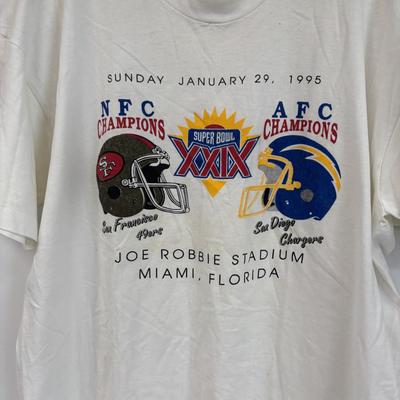 SUNDAY JANUARY 29, 1995
NFC
CHAMPIONS
AFC
CHAMPIONS
SUPER BOWL
XXIX
SF
San Francisco
49ers
San Diego
Chargers
JOE ROBBIE STADIUM
MIAMI, FLORIDA